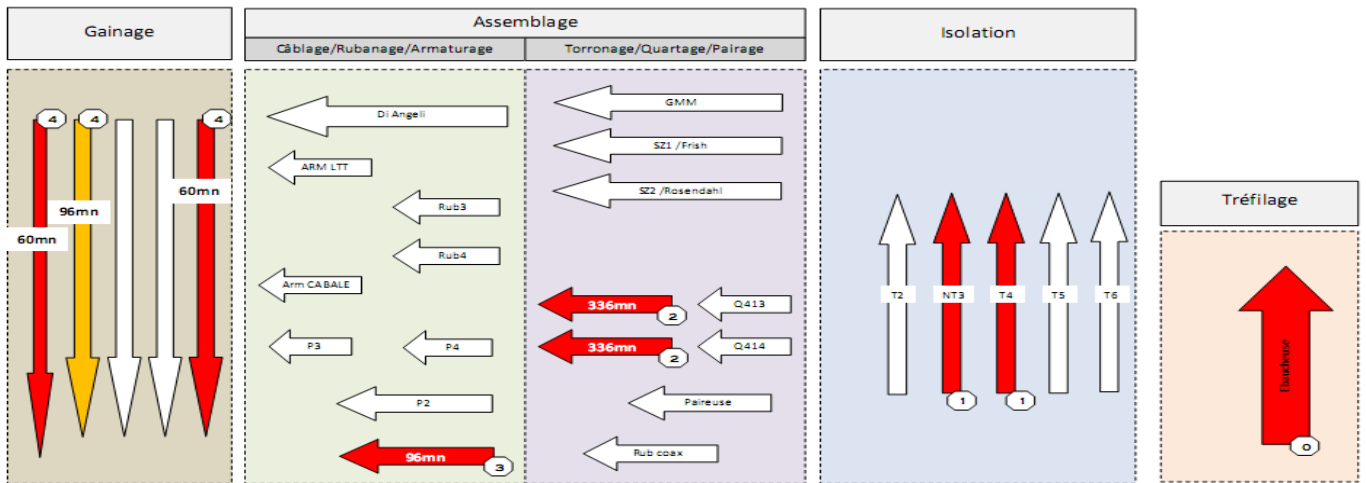 Gainage
Assemblage
Câblage/Rubanage/Armaturage
Torronage/Quartage/Pairage
Isolation
Tréfilage
4
4
4
60mn
96mn
60mn
Di Angeli
ARM LTT
Rub3
Rub4
Arm CABALE
P3
P4
P2
96mn
3
GMM
SZ1 /Frish
SZ2 /Rosendahl
336mn
2
Q413
336mn
2
Q414
Paireuse
Rub coax
T2
NT3
T4
T5
T6
1
1
Ebaucheuse
0